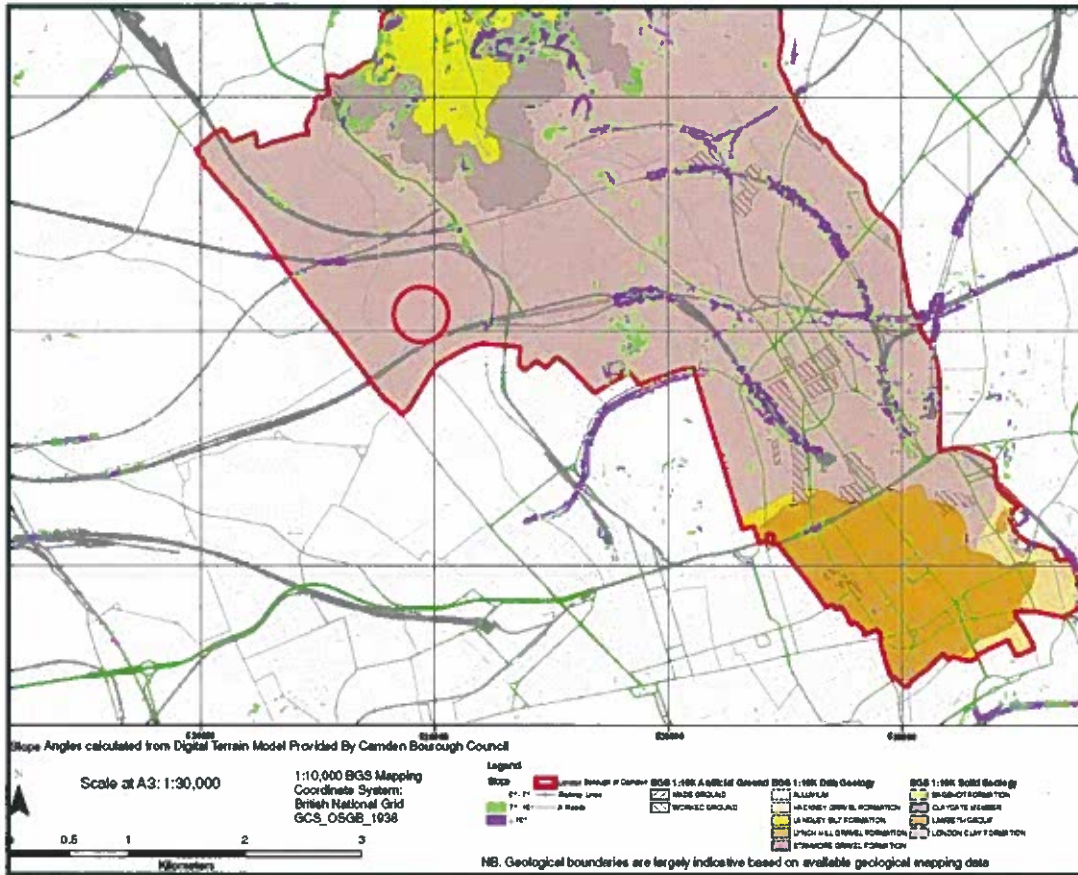 Slope Angles calculated from Digital Terrain Model Provided By Camden Bourough Council
Scale at A3: 1:30,000
1:10,000 BGS Mapping
Coordinate System:
British National Grid
GCS_OSGB_1936
N
0 0.5 1 2 3
Kilometers
Legend
Slope
Railway Lines
A Roads
London Borough of Camden
BGS 1:10K Artificial Ground
MADE GROUND
WORKED GROUND
BGS 1:10K Drift Geology
ALLUVIUM
HACKNEY GRAVEL FORMATION
LANGLEY SILT FORMATION
LYNCH HILL GRAVEL FORMATION
STANMORE GRAVEL FORMATION
BGS 1:10K Solid Geology
BAGSHOT FORMATION
CLAYGATE MEMBER
LAMBETH GROUP
LONDON CLAY FORMATION
NB. Geological boundaries are largely indicative based on available geological mapping data